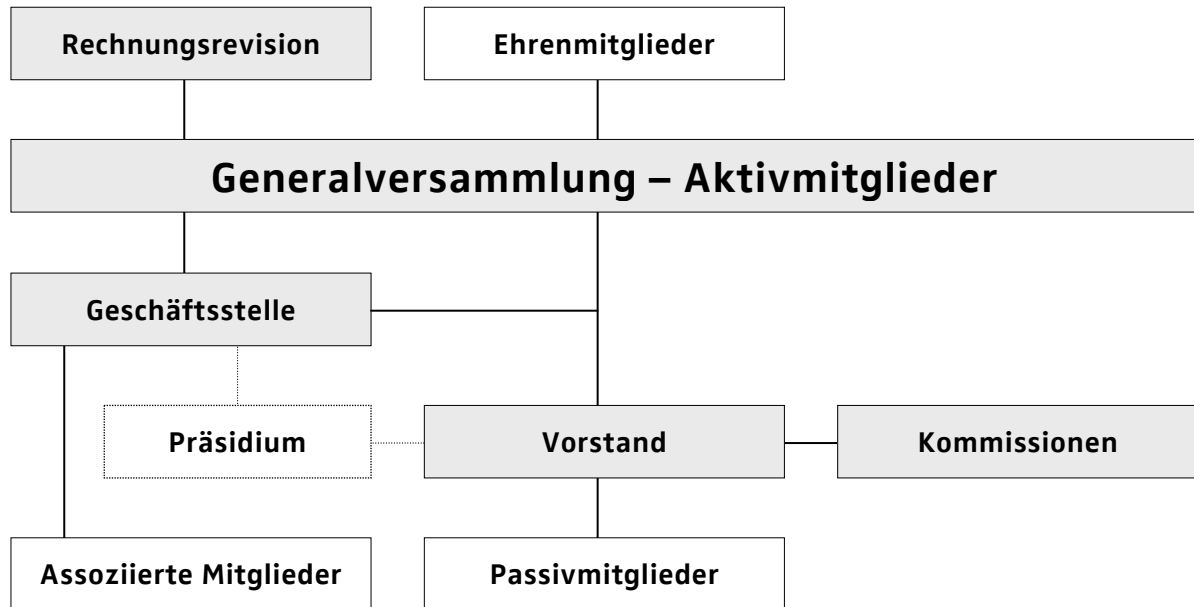 Rechnungsrevision
Ehrenmitglieder
Generalversammlung – Aktivmitglieder
Geschäftsstelle
Präsidium
Vorstand
Kommissionen
Assoziierte Mitglieder
Passivmitglieder